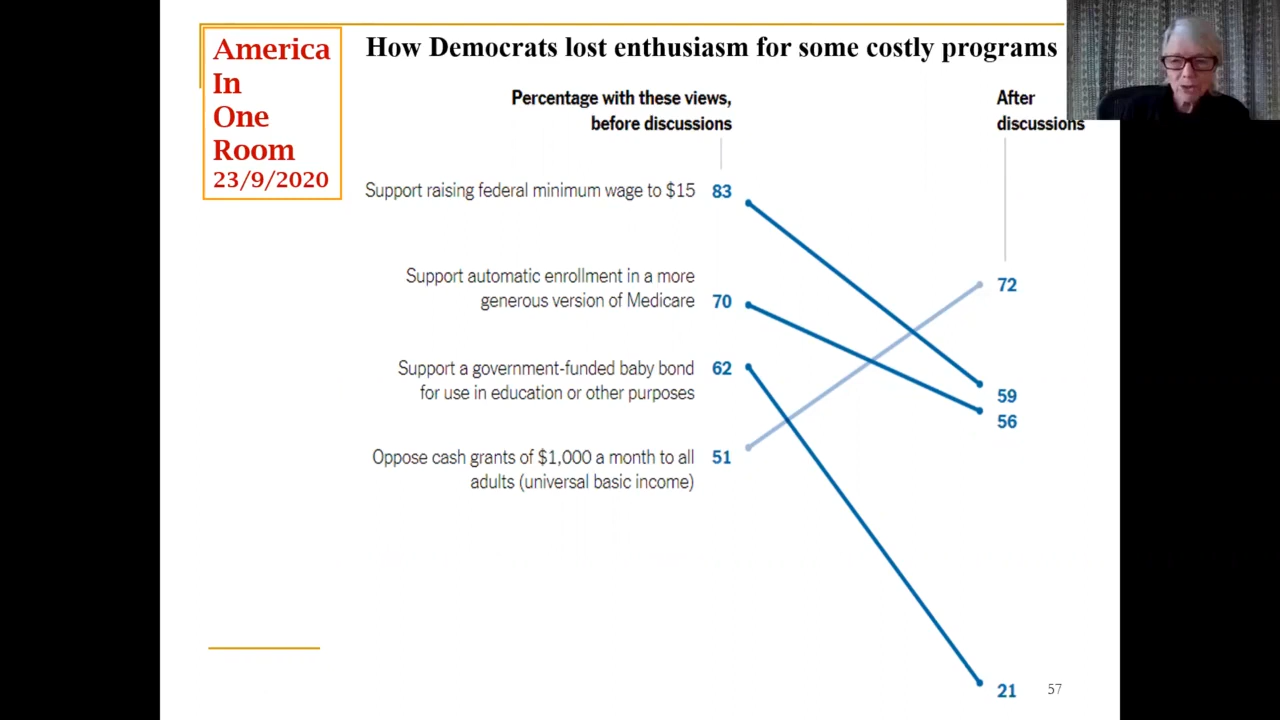 America
In
One
Room
23/9/2020
How Democrats lost enthusiasm for some costly programs
Percentage with these views,
before discussions
After
discussions
Support raising federal minimum wage to $15 83
72
Support automatic enrollment in a more
generous version of Medicare 70
Support a government-funded baby bond
for use in education or other purposes
62
59
56
Oppose cash grants of $1,000 a month to all
adults (universal basic income)
51
21
57